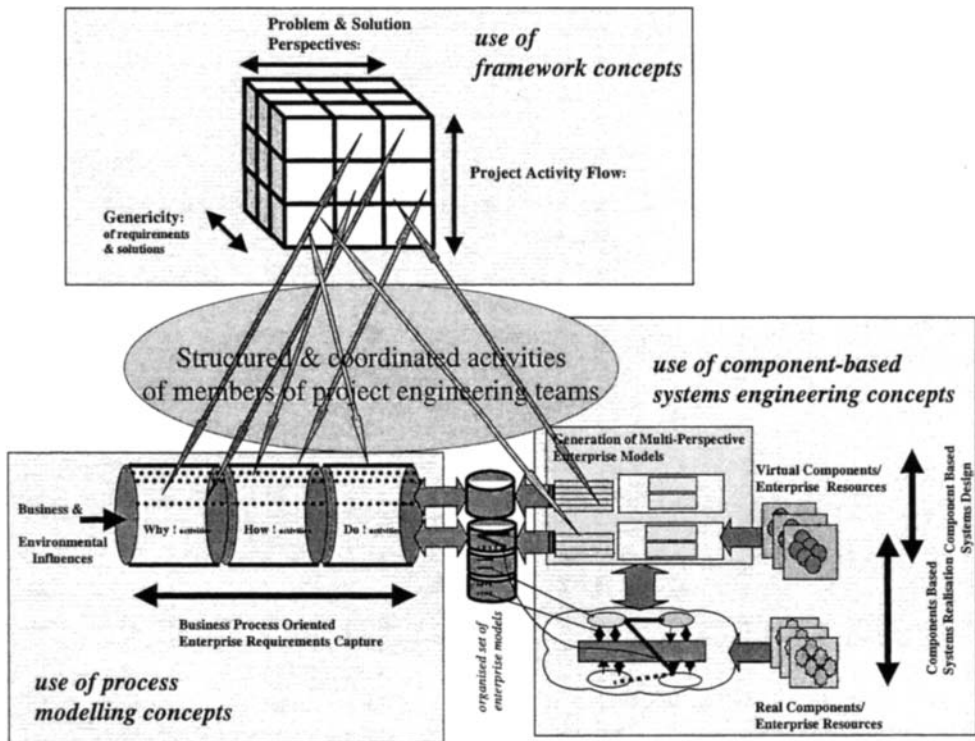 Problem & Solution
Perspectives:
use of
framework concepts
Project Activity Flow:
Genericity:
of requirements
& solutions
Structured & coordinated activities
of members of project engineering teams
use of component-based
systems engineering concepts
Generation of Multi-Perspective
Enterprise Models
Virtual Components/
Enterprise Resources
Business &
Environmental
Influences
Why ! activities
How ! activities
Do ! activities
Business Process Oriented
Enterprise Requirements Capture
organised set of
enterprise models
Components Based
Systems Realisation
Component Based
Systems Design
Real Components/
Enterprise Resources
use of process
modelling concepts